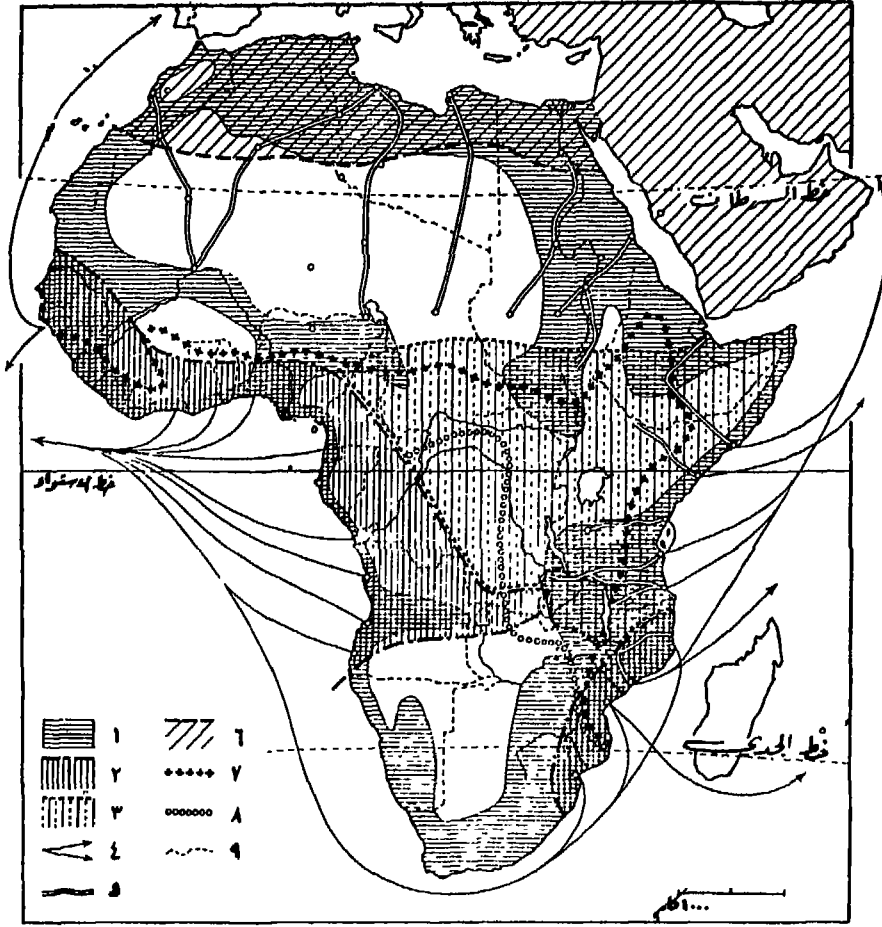 خط السرطان
خط الاستواء
خط الجدي
١ ٦
٢ ٧
٣ ٨
٤ ٩
٥
١٠٠٠ كم